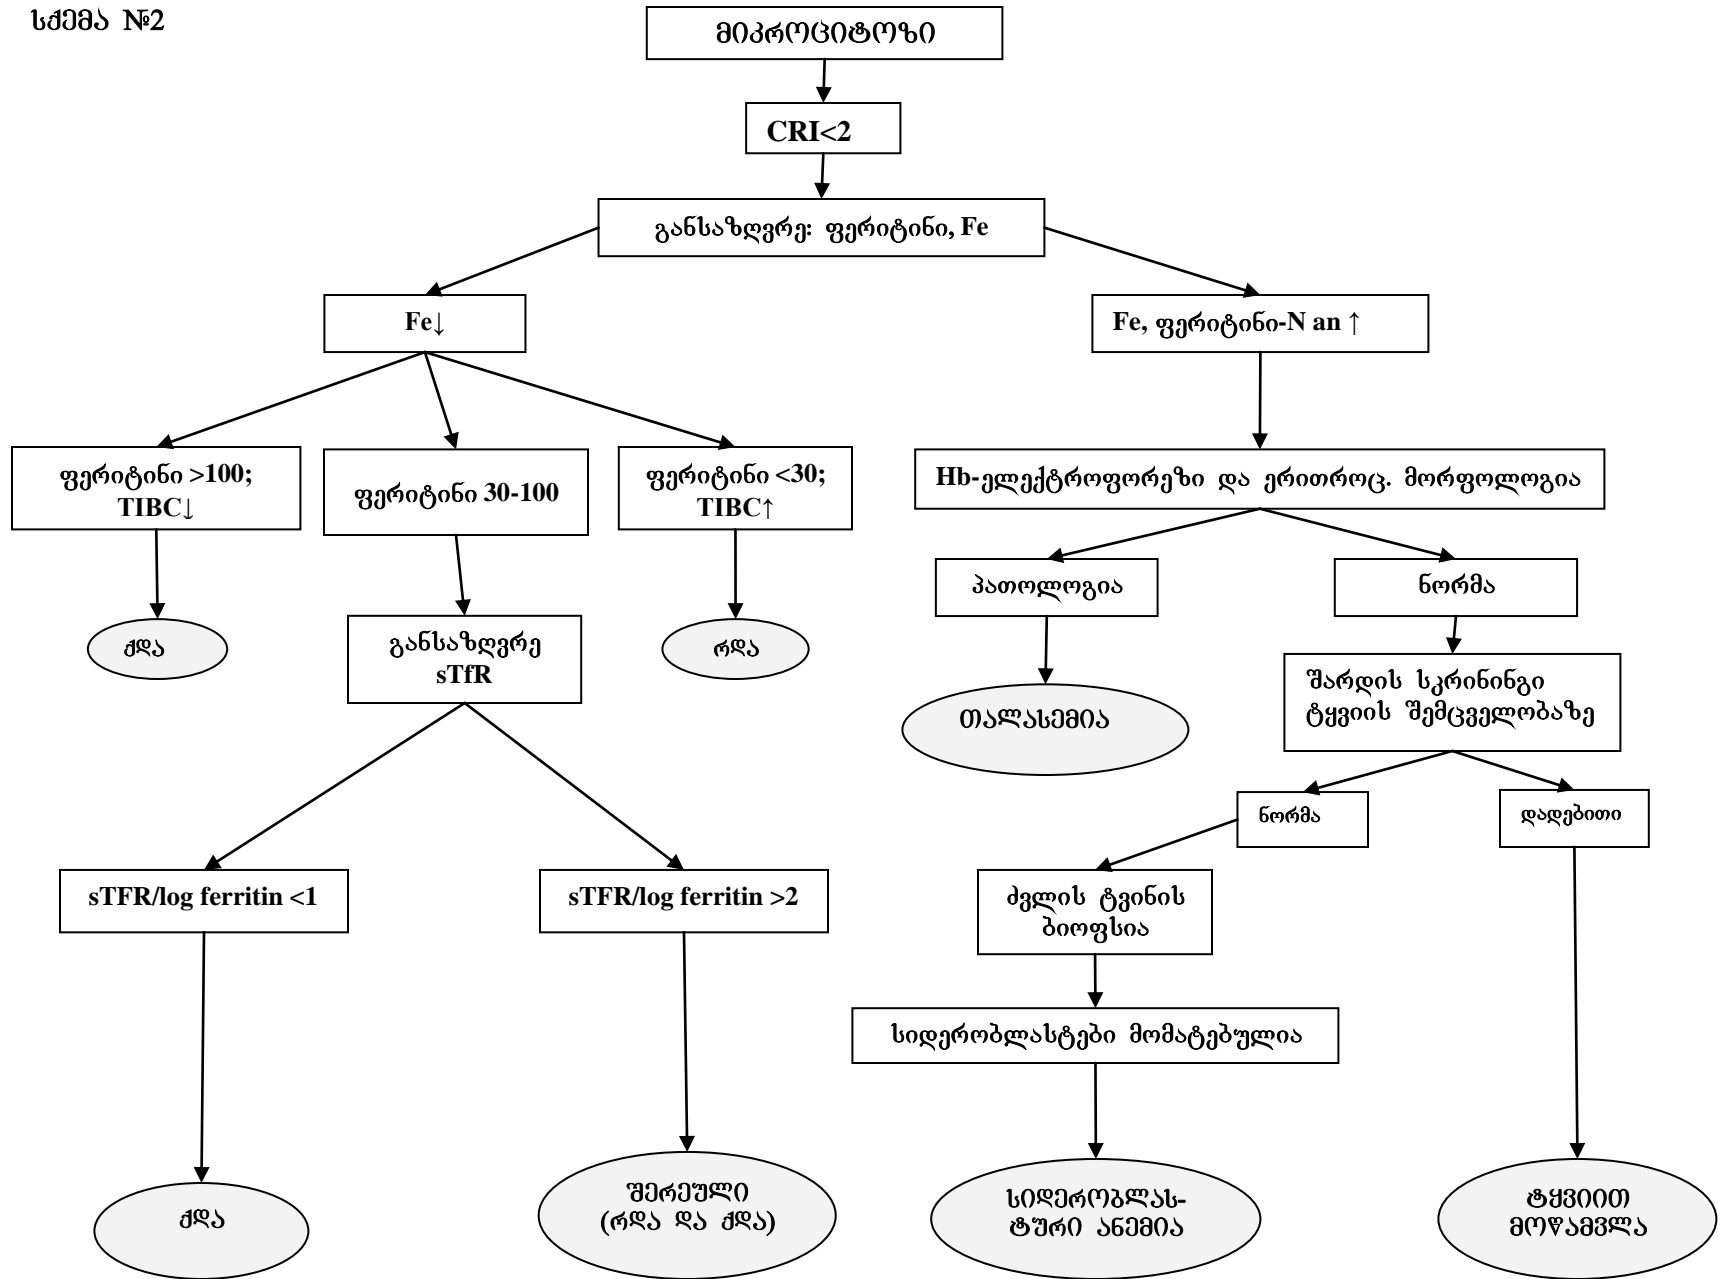 სქემა №2
მიკროციტოზი
CRI<2
განსაზღვრე: ფერიტინი, Fe
Fe↓
Fe, ფერიტინი-N an ↑
ფერიტინი >100;
TIBC↓
ფერიტინი 30-100
ფერიტინი <30;
TIBC↑
Hb-ელექტროფორეზი და ერითროც. მორფოლოგია
პათოლოგია
ნორმა
ქდა
განსაზღვრე
sTfR
რდა
თალასემია
შარდის სკრინინგი
ტყვიის შემცველობაზე
ნორმა
დადებითი
sTFR/log ferritin <1
sTFR/log ferritin >2
ძვლის ტვინის
ბიოფსია
სიდერობლასტები მომატებულია
ქდა
შერეული
(რდა და ქდა)
სიდერობლას-
ტური ანემია
ტყვიით
მოწამვლა